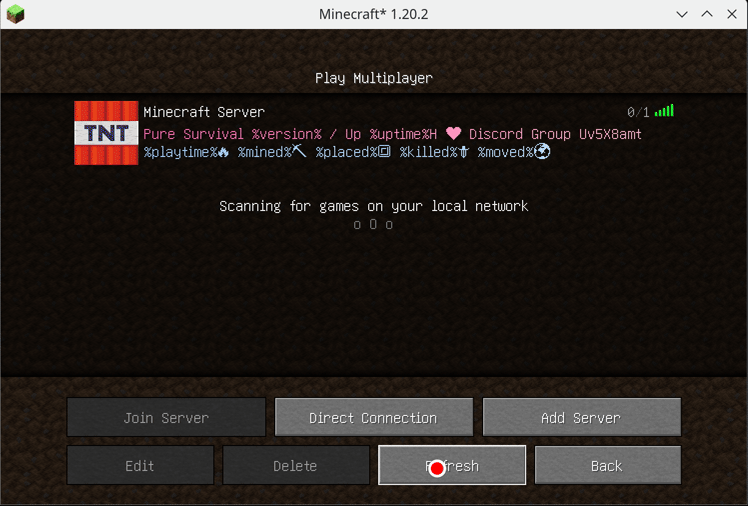 Minecraft* 1.20.2
Play Multiplayer
Minecraft Server 0/1
TNT
Pure Survival %version% / Up %uptime%H ♥ Discord Group Uv5X8amt
%playtime%🔥 %mined%⛏ %placed% %killed%🗡 %moved%🌎
Scanning for games on your local network
o O o
Join Server Direct Connection Add Server
Edit Delete Refresh Back